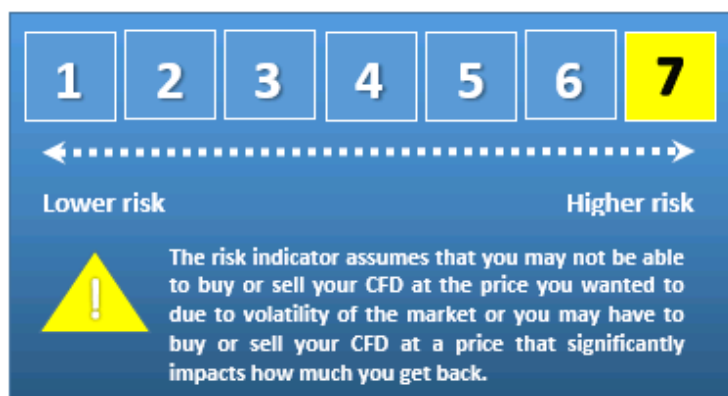 1 2 3 4 5 6 7
Lower risk Higher risk
!
The risk indicator assumes that you may not be able
to buy or sell your CFD at the price you wanted to
due to volatility of the market or you may have to
buy or sell your CFD at a price that significantly
impacts how much you get back.